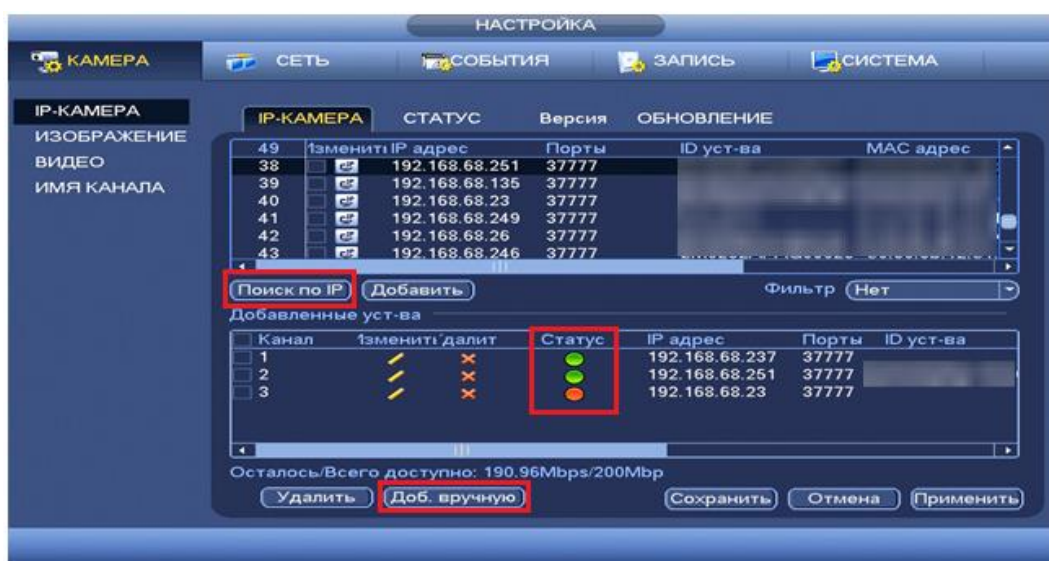 НАСТРОЙКА
КАМЕРА СЕТЬ СОБЫТИЯ ЗАПИСЬ СИСТЕМА
IP-КАМЕРА
ИЗОБРАЖЕНИЕ
ВИДЕО
ИМЯ КАНАЛА
IP-КАМЕРА СТАТУС Версия ОБНОВЛЕНИЕ
49 Изменить IP адрес Порты ID уст-ва MAC адрес
38 192.168.68.251 37777
39 192.168.68.135 37777
40 192.168.68.23 37777
41 192.168.68.249 37777
42 192.168.68.26 37777
43 192.168.68.246 37777
Поиск по IP Добавить Фильтр Нет
Добавленные уст-ва
Канал Изменить далит Статус IP адрес Порты ID уст-ва
1 192.168.68.237 37777
2 192.168.68.251 37777
3 192.168.68.23 37777
Осталось/Всего доступно: 190.96Mbps/200Mbp
Удалить Доб. вручную Сохранить Отмена Применить